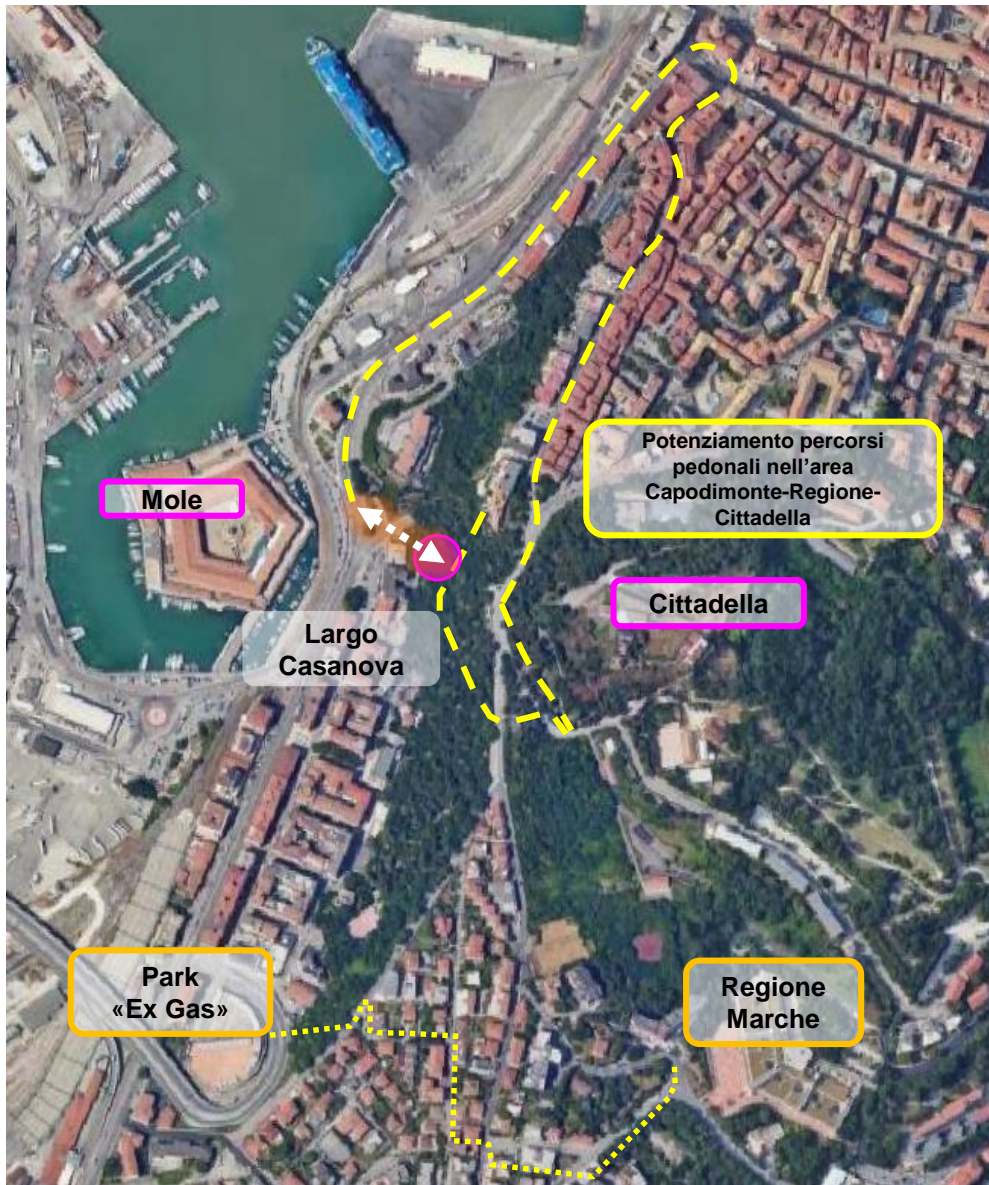 Potenziamento percorsi
pedonali nell'area
Capodimonte-Regione-
Cittadella
Mole
Cittadella
Largo
Casanova
Park
«Ex Gas»
Regione
Marche